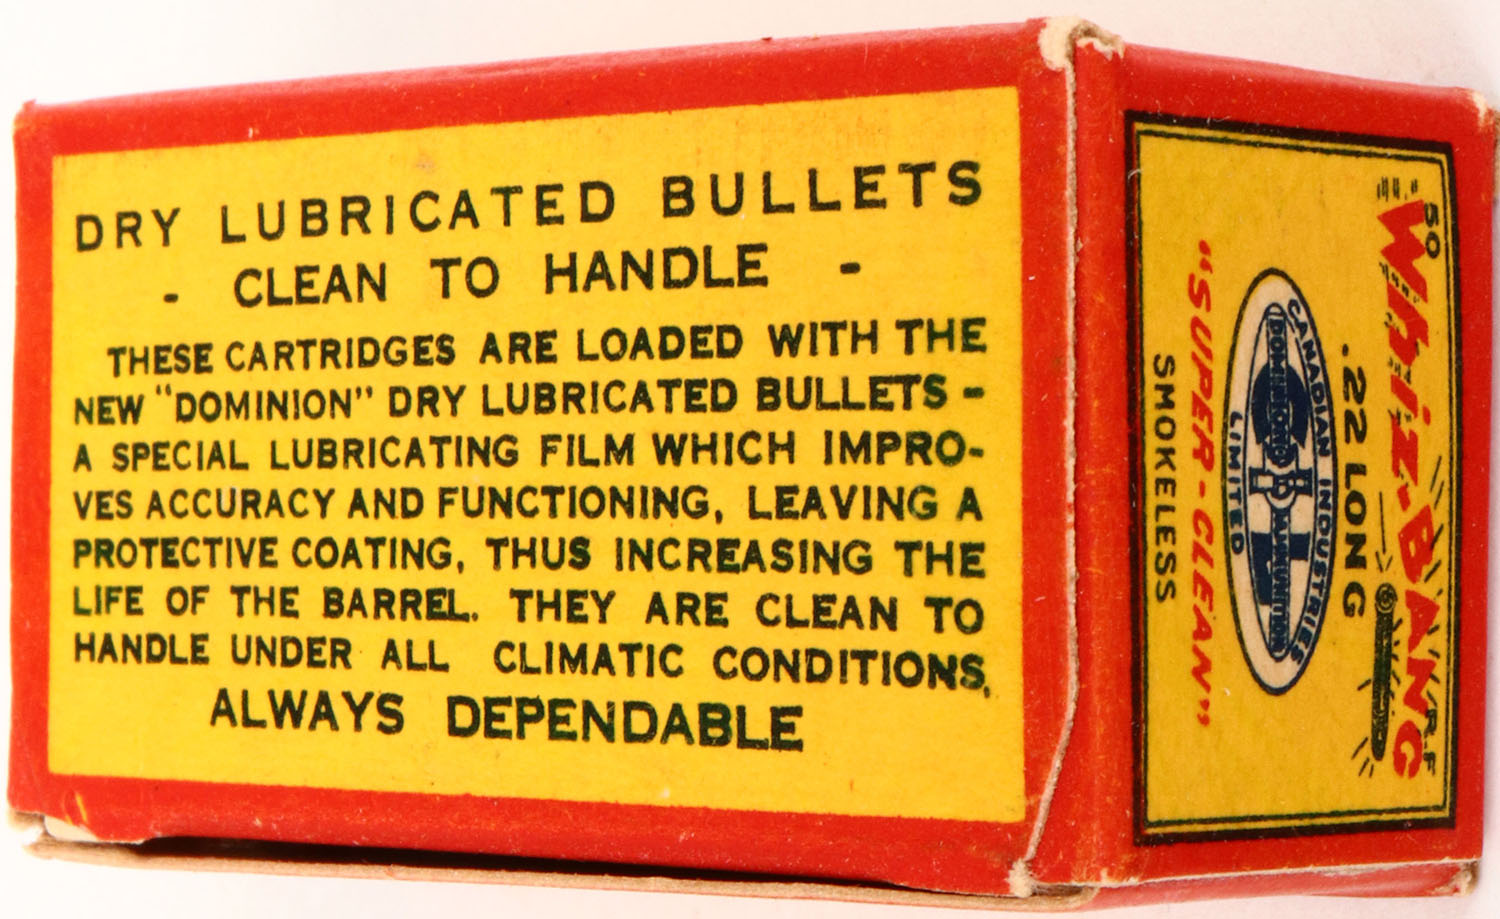 DRY LUBRICATED BULLETS
- CLEAN TO HANDLE -
THESE CARTRIDGES ARE LOADED WITH THE
NEW "DOMINION" DRY LUBRICATED BULLETS -
A SPECIAL LUBRICATING FILM WHICH IMPRO-
VES ACCURACY AND FUNCTIONING, LEAVING A
PROTECTIVE COATING, THUS INCREASING THE
LIFE OF THE BARREL. THEY ARE CLEAN TO
HANDLE UNDER ALL CLIMATIC CONDITIONS.
ALWAYS DEPENDABLE
50 R.F
Whiz-BANG
.22 LONG
CANADIAN INDUSTRIES
DOMINION AMMUNITION
LIMITED
"SUPER-CLEAN"
SMOKELESS